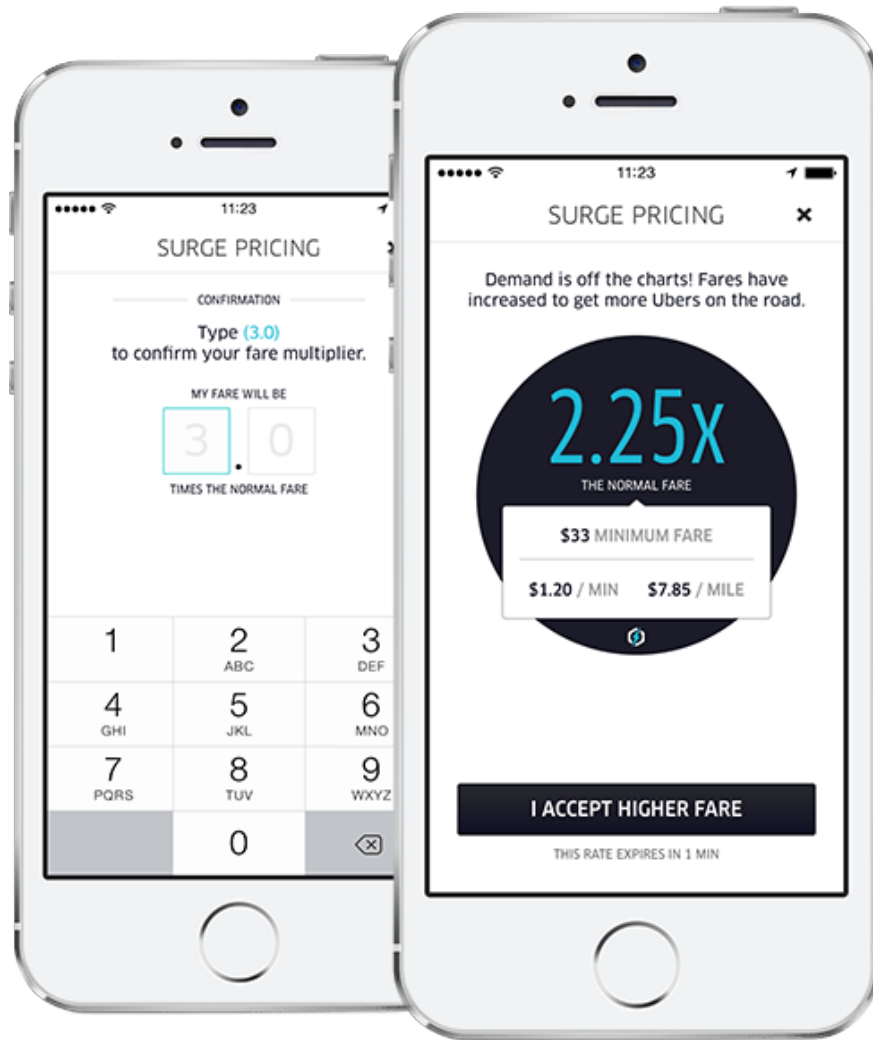 11:23
SURGE PRICING
CONFIRMATION
Type (3.0)
to confirm your fare multiplier.
MY FARE WILL BE
3.0
TIMES THE NORMAL FARE
1
2
ABC
3
DEF
4
GHI
5
JKL
6
MNO
7
PQRS
8
TUV
9
WXYZ
0
11:23
SURGE PRICING
Demand is off the charts! Fares have
increased to get more Ubers on the road.
2.25x
THE NORMAL FARE
$33 MINIMUM FARE
$1.20 / MIN $7.85 / MILE
I ACCEPT HIGHER FARE
THIS RATE EXPIRES IN 1 MIN